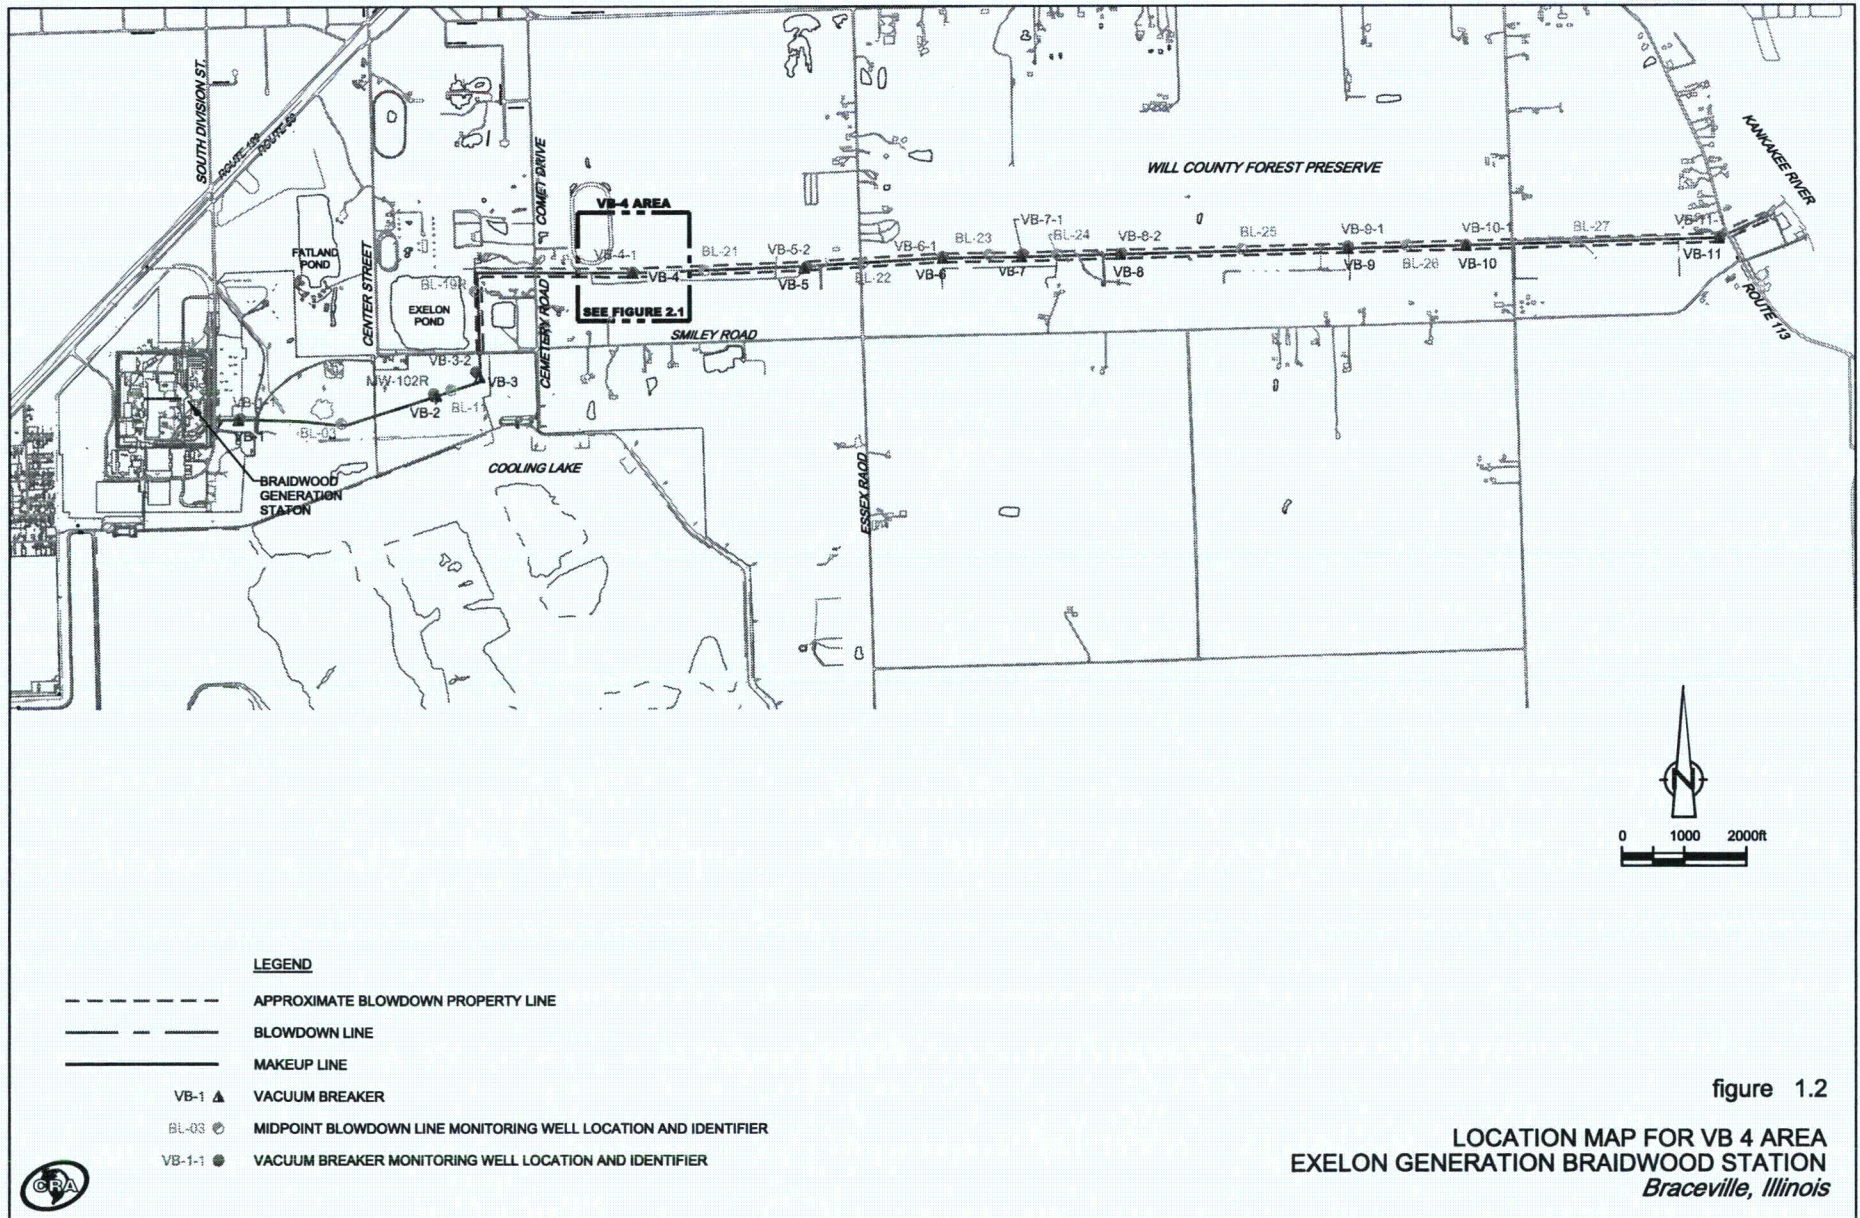 SOUTH DIVISION ST.
ROUTE 129
ROUTE 53
COMET DRIVE
KANKAKEE RIVER
WILL COUNTY FOREST PRESERVE
VB-4 AREA
VB-7-1
VB-4-1
BL-21
VB-5-2
VB-6-1
BL-23
BL-24
VB-8-2
BL-25
VB-9-1
VB-10-1
BL-27
FATLAND
POND
CENTER STREET
BL-19R
VB-4
VB-5
BL-22
VB-6
VB-7
VB-8
VB-9
BL-26
VB-10
VB-11
EXELON
POND
SEE FIGURE 2.1
CEMETERY ROAD
SMILEY ROAD
ROUTE 113
VB-3-2
MW-102R
VB-3
VB-1-1
VB-2
BL-11
VB-1
BL-03
COOLING LAKE
BRAIDWOOD
GENERATION
STATON
ESSEX RAOD
N
0 1000 2000ft
LEGEND
APPROXIMATE BLOWDOWN PROPERTY LINE
BLOWDOWN LINE
MAKEUP LINE
VB-1 VACUUM BREAKER
BL-03 MIDPOINT BLOWDOWN LINE MONITORING WELL LOCATION AND IDENTIFIER
VB-1-1 VACUUM BREAKER MONITORING WELL LOCATION AND IDENTIFIER
figure 1.2
LOCATION MAP FOR VB 4 AREA
EXELON GENERATION BRAIDWOOD STATION
Braceville, Illinois
CRA